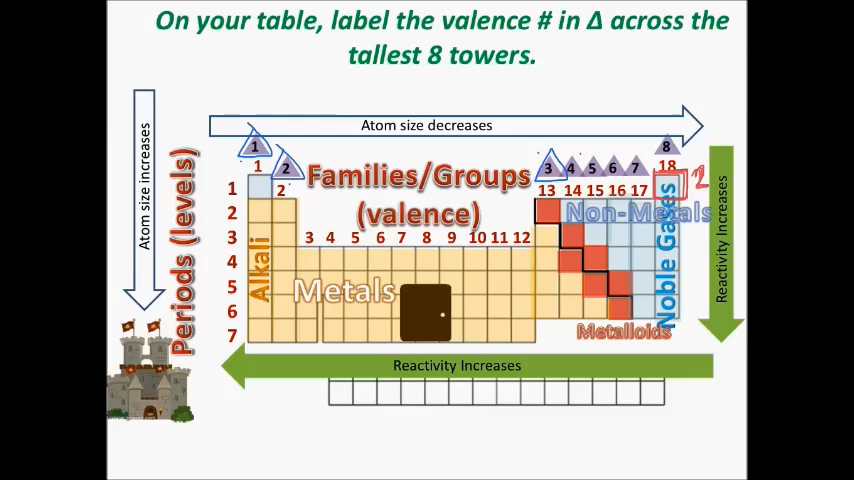 On your table, label the valence # in Δ across the
tallest 8 towers.
Atom size decreases
Atom size increases
Periods (levels)
1 2 3 4 5 6 7 8
1 2 3 4 5 6 7 8 9 10 11 12 13 14 15 16 17 18
2
Families/Groups
(valence)
1
2
3
4
5
6
7
Alkali
Metals
Non-Metals
Noble Gases
Metalloids
Reactivity Increases
Reactivity Increases